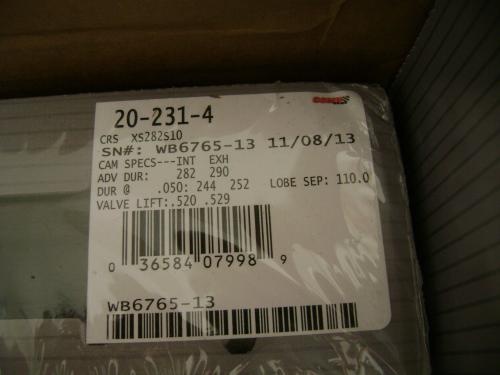 COMP
20-231-4
CRS XS282S10
SN#: WB6765-13 11/08/13
CAM SPECS---INT EXH
ADV DUR: 282 290
DUR @ .050: 244 252 LOBE SEP: 110.0
VALVE LIFT:.520 .529
0 36584 07998 9
WB6765-13